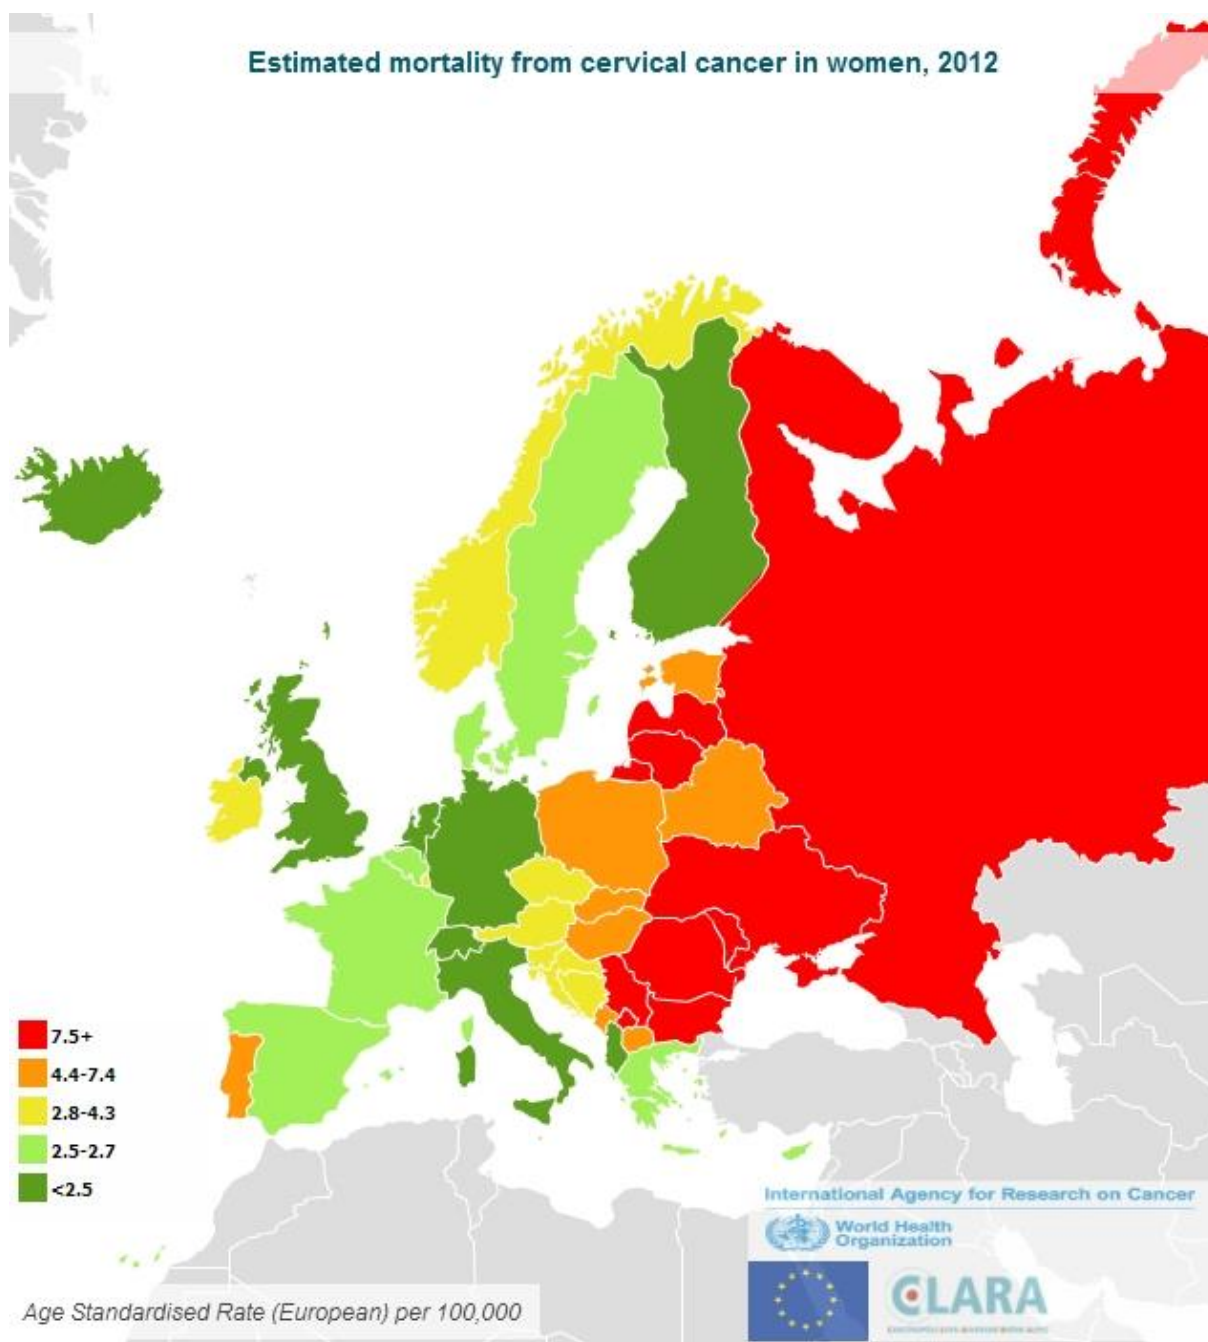 Estimated mortality from cervical cancer in women, 2012
7.5+
4.4-7.4
2.8-4.3
2.5-2.7
<2.5
International Agency for Research on Cancer
World Health
Organization
CLARA
Age Standardised Rate (European) per 100,000